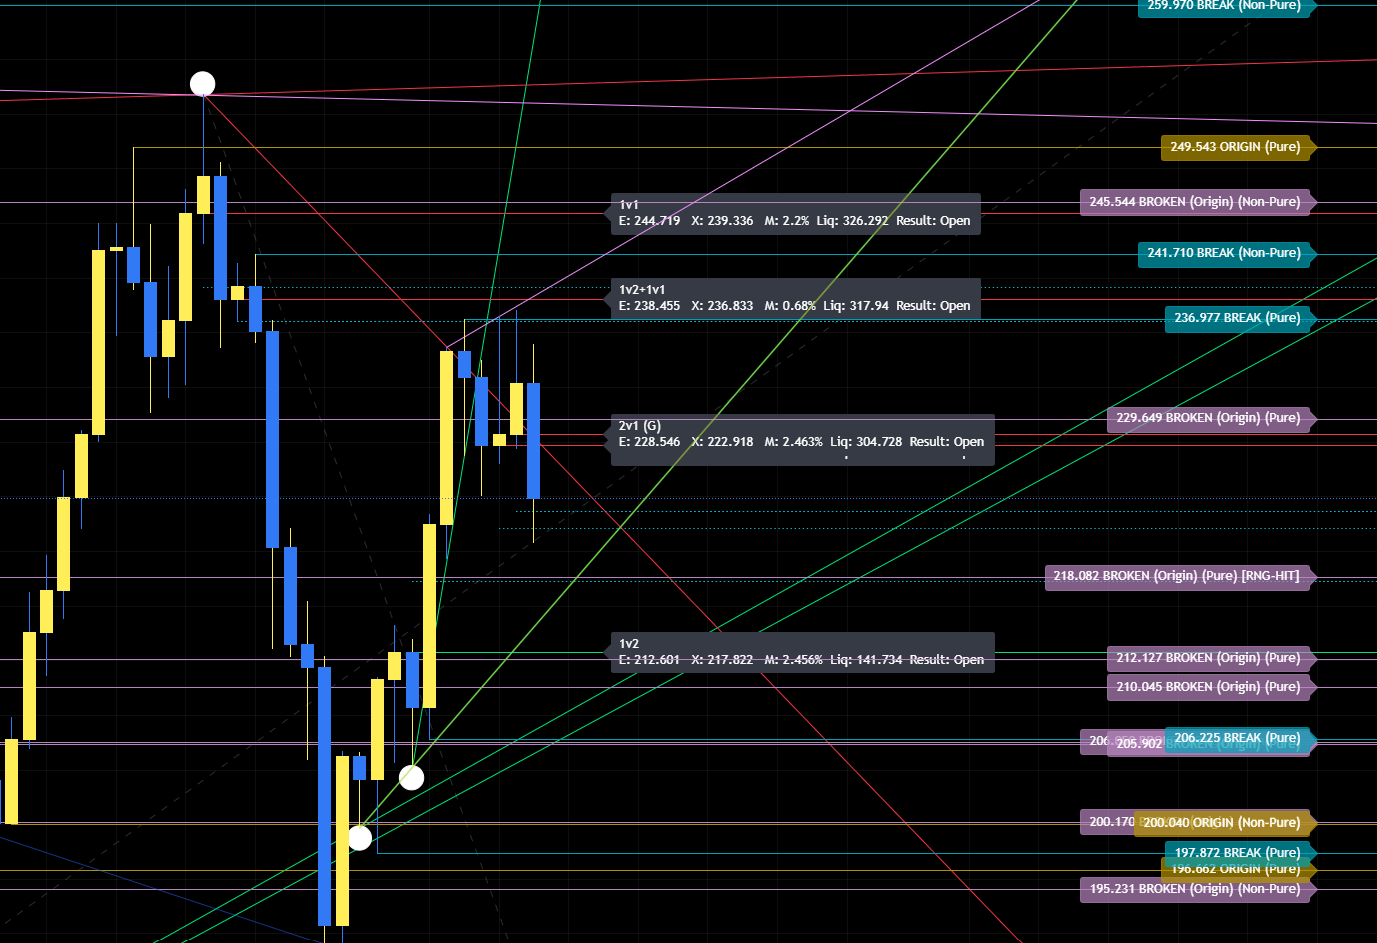 259.970 BREAK (Non-Pure)
249.543 ORIGIN (Pure)
1v1
E: 244.719 X: 239.336 M: 2.2% Liq: 326.292 Result: Open
245.544 BROKEN (Origin) (Non-Pure)
241.710 BREAK (Non-Pure)
1v2+1v1
E: 238.455 X: 236.833 M: 0.68% Liq: 317.94 Result: Open
236.977 BREAK (Pure)
229.649 BROKEN (Origin) (Pure)
2v1 (G)
E: 228.546 X: 222.918 M: 2.463% Liq: 304.728 Result: Open
218.082 BROKEN (Origin) (Pure) [RNG-HIT]
1v2
E: 212.601 X: 217.822 M: 2.456% Liq: 141.734 Result: Open
212.127 BROKEN (Origin) (Pure)
210.045 BROKEN (Origin) (Pure)
206.225 BREAK (Pure)
205.902 BROKEN (Origin) (Pure)
200.170
200.040 ORIGIN (Non-Pure)
197.872 BREAK (Pure)
196.662 ORIGIN (Pure)
195.231 BROKEN (Origin) (Non-Pure)